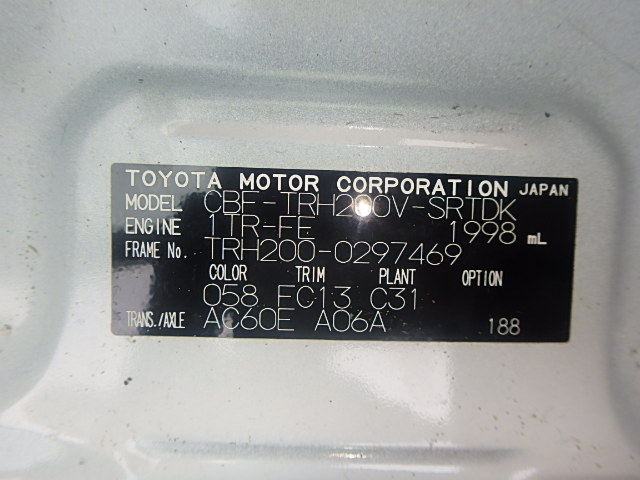 TOYOTA MOTOR CORPORATION JAPAN
MODEL CBF-TRH200V-SRTDK
ENGINE 1TR-FE 1998 mL
FRAME No. TRH200-0297469
COLOR TRIM PLANT OPTION
058 FC13 C31
TRANS./AXLE AC60E A06A 188